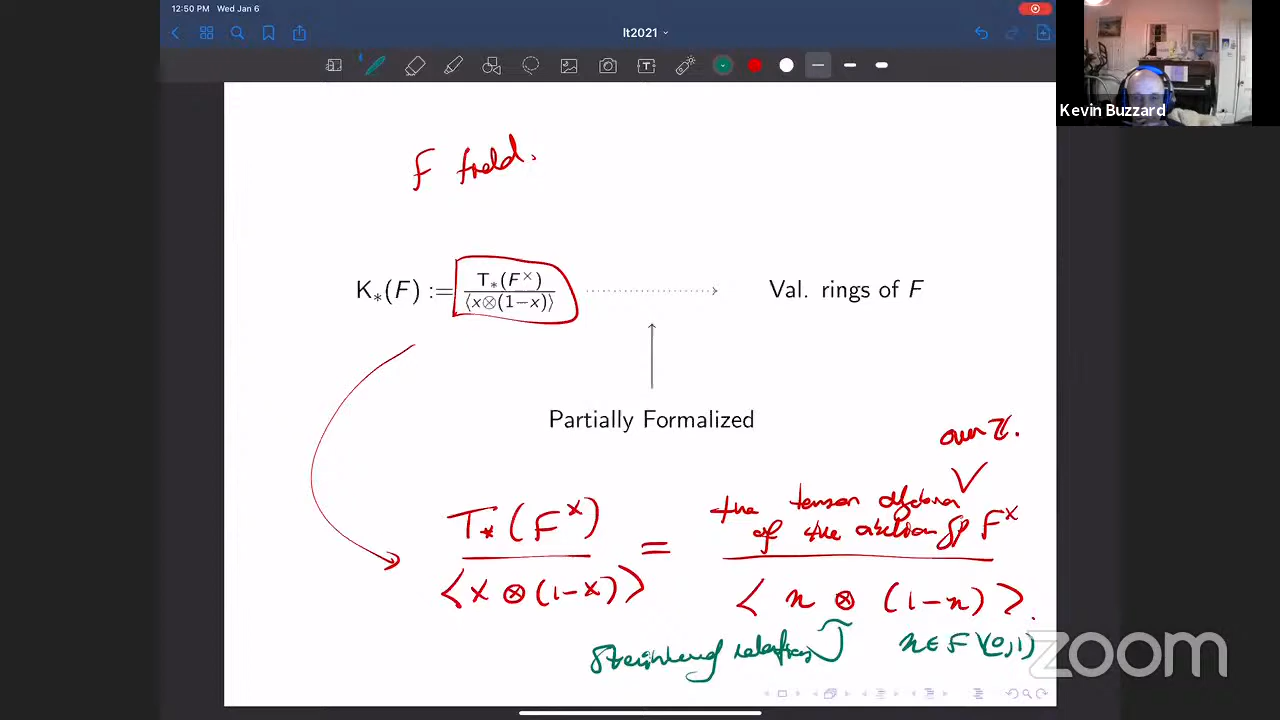 12:50 PM Wed Jan 6
lt2021
Kevin Buzzard
F field.
K∗(F) := T∗(F×) / ⟨x⊗(1−x)⟩
Val. rings of F
Partially Formalized
over ℤ.
T∗(F×) / ⟨x ⊗ (1−x)⟩ =
the tensor algebra
of the abelian gp F×
⟨ x ⊗ (1−x) ⟩.
Steinberg relations
x ∈ F \ {0,1}
zoom